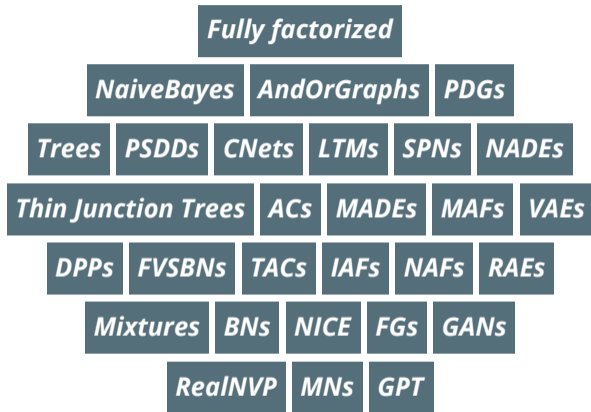 Fully factorized
NaiveBayes AndOrGraphs PDGs
Trees PSDDs CNets LTMs SPNs NADEs
Thin Junction Trees ACs MADEs MAFs VAEs
DPPs FVSBNs TACs IAFs NAFs RAEs
Mixtures BNs NICE FGs GANs
RealNVP MNs GPT